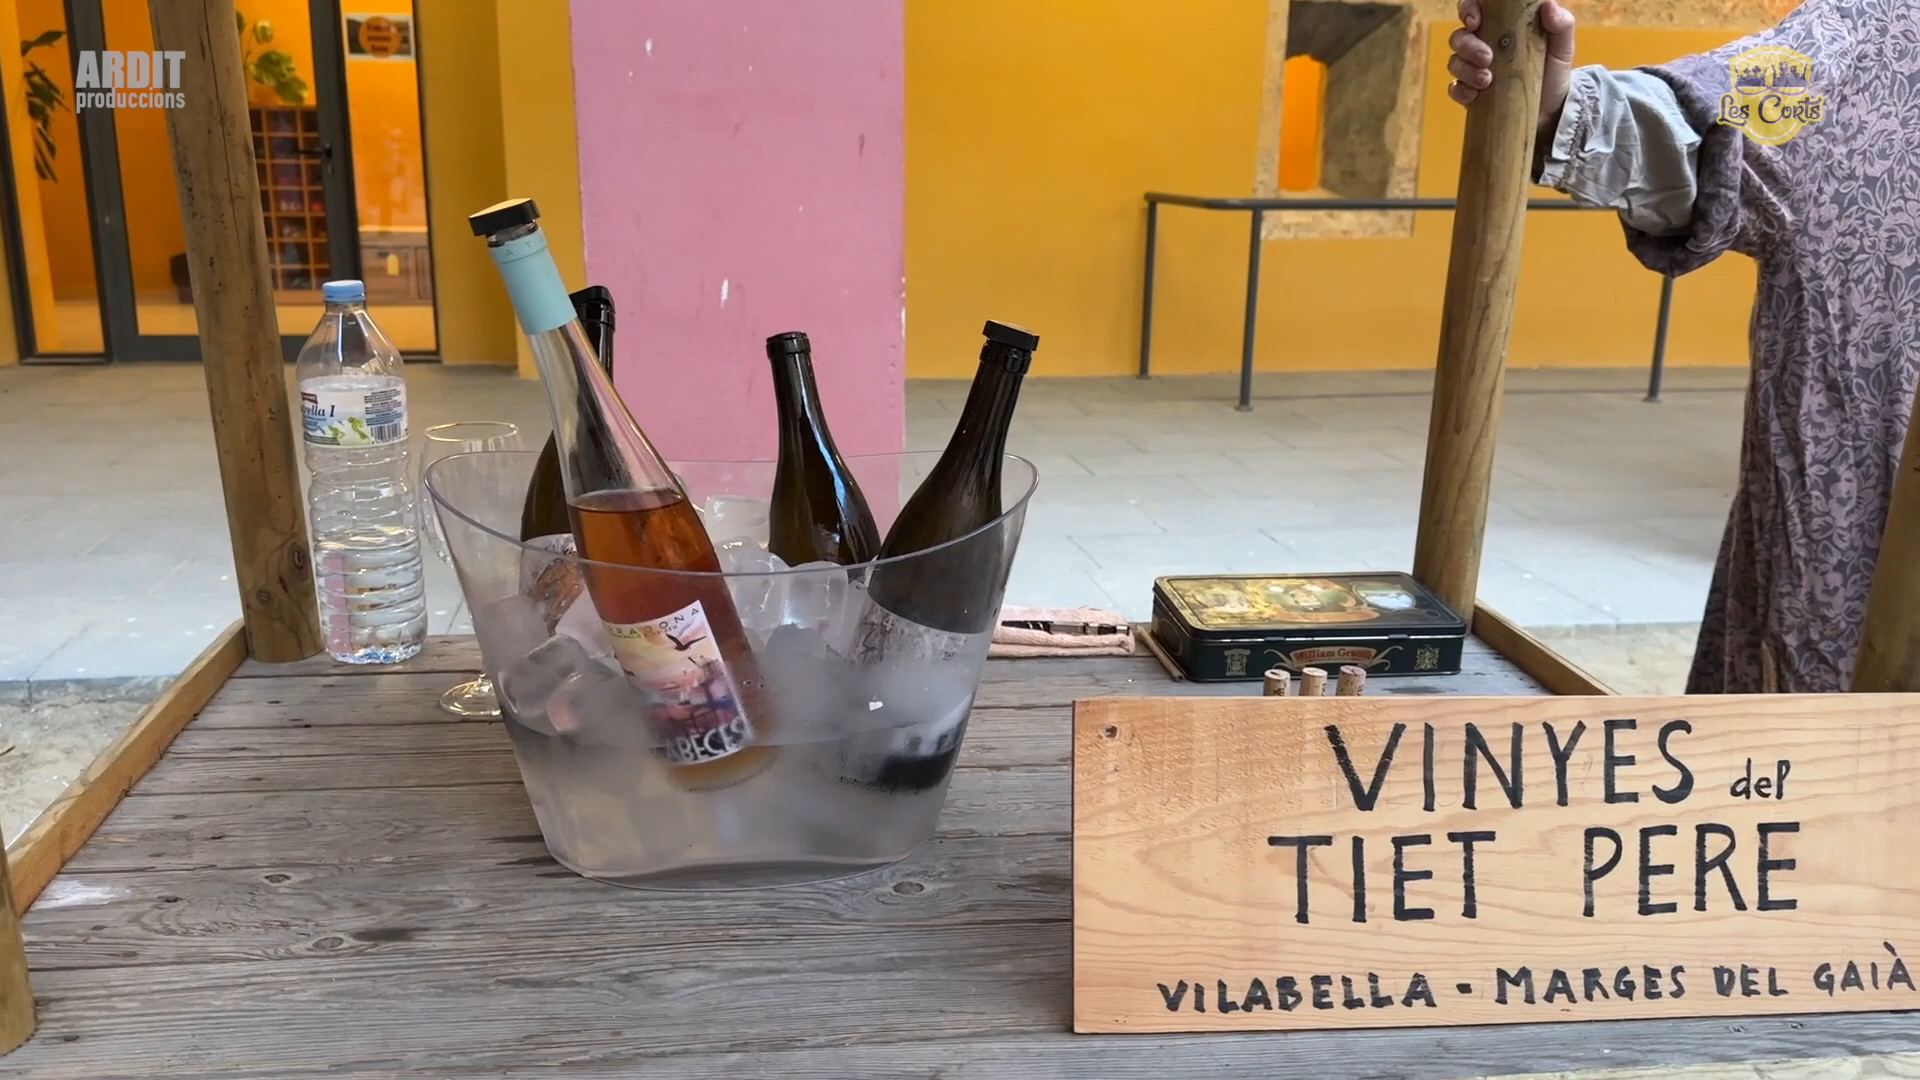 ARDIT
produccions
Les Corts
William Grant's
VINYES del
TIET PERE
VILABELLA - MARGES DEL GAIÀ